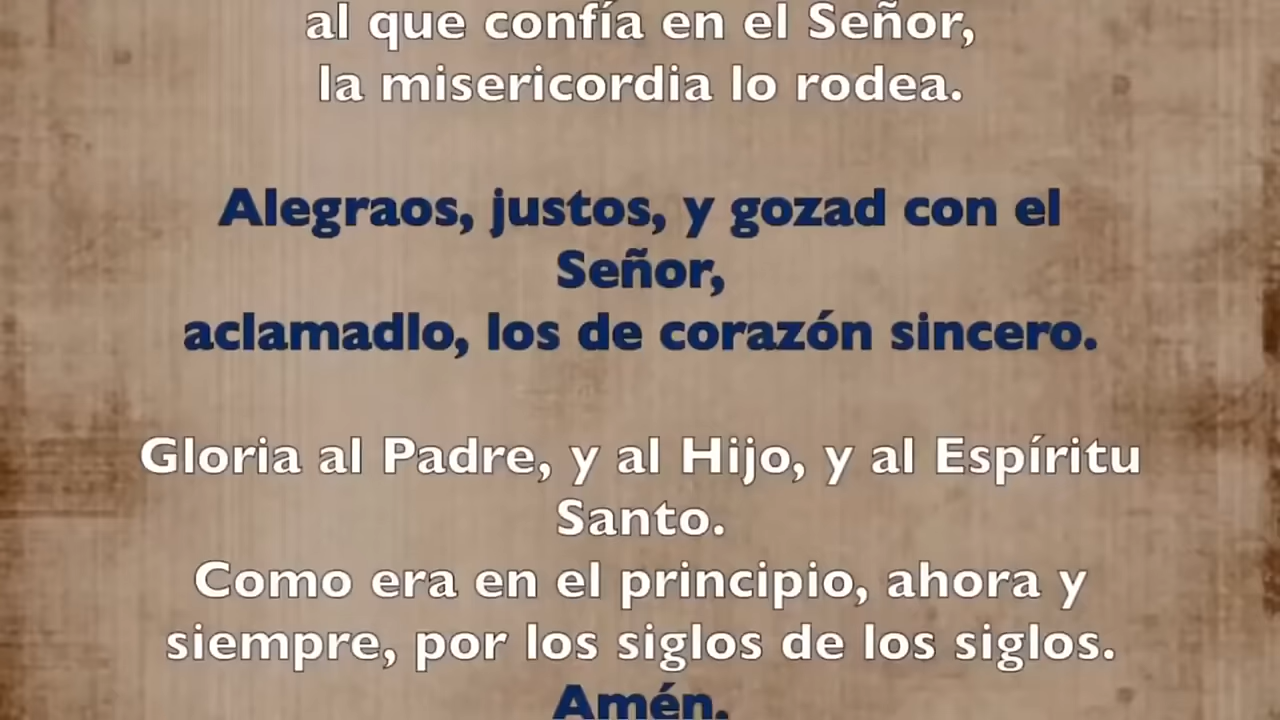 al que confía en el Señor,
la misericordia lo rodea.
Alegraos, justos, y gozad con el
Señor,
aclamadlo, los de corazón sincero.
Gloria al Padre, y al Hijo, y al Espíritu
Santo.
Como era en el principio, ahora y
siempre, por los siglos de los siglos.
Amén.